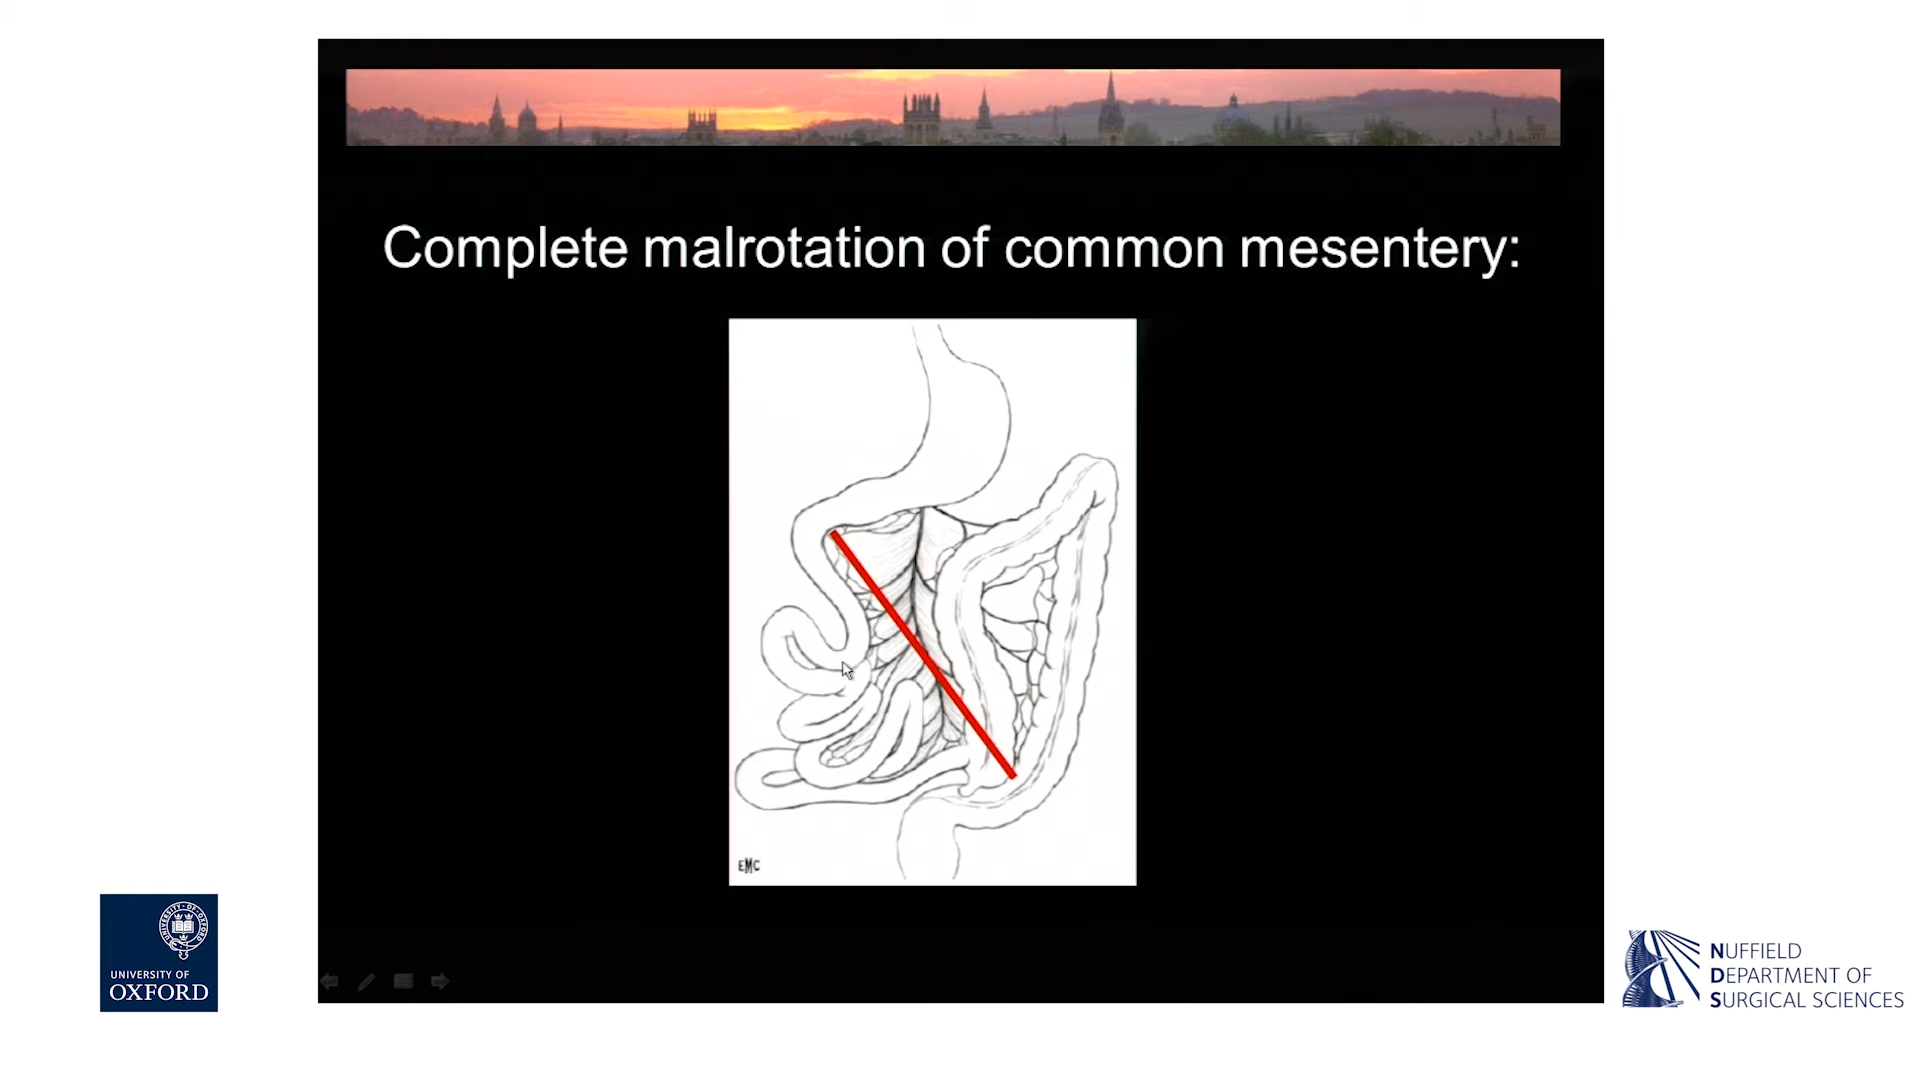 Complete malrotation of common mesentery:
EMC
UNIVERSITY OF
OXFORD
NUFFIELD
DEPARTMENT OF
SURGICAL SCIENCES